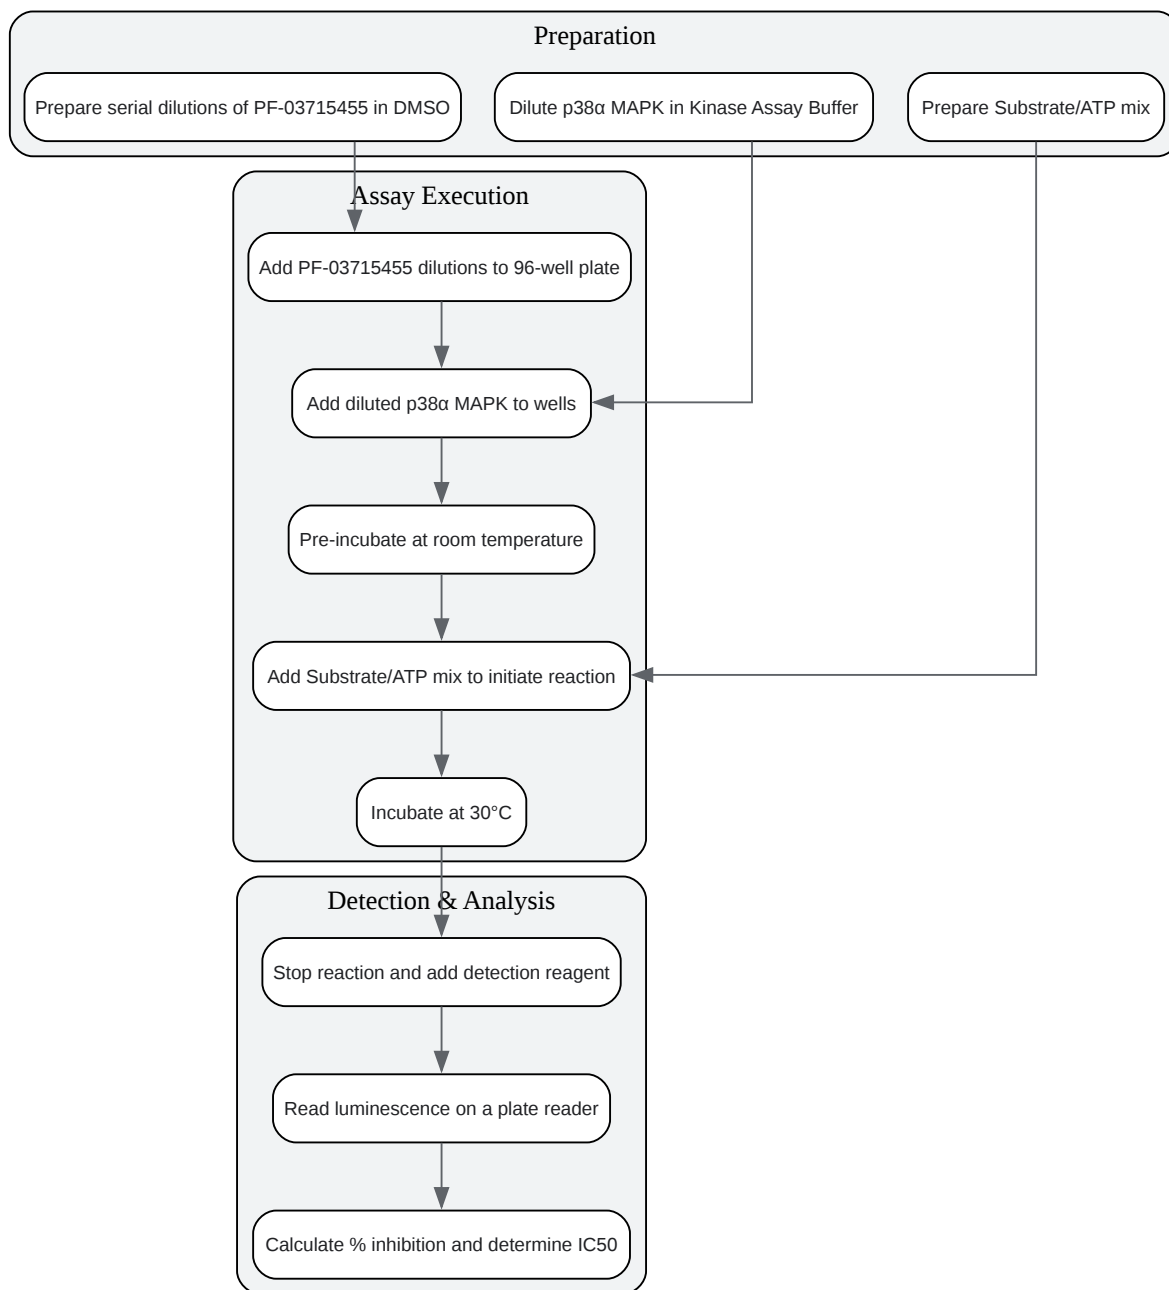 Preparation
Prepare serial dilutions of PF-03715455 in DMSO
Dilute p38α MAPK in Kinase Assay Buffer
Prepare Substrate/ATP mix
Assay Execution
Add PF-03715455 dilutions to 96-well plate
Add diluted p38α MAPK to wells
Pre-incubate at room temperature
Add Substrate/ATP mix to initiate reaction
Incubate at 30°C
Detection & Analysis
Stop reaction and add detection reagent
Read luminescence on a plate reader
Calculate % inhibition and determine IC50